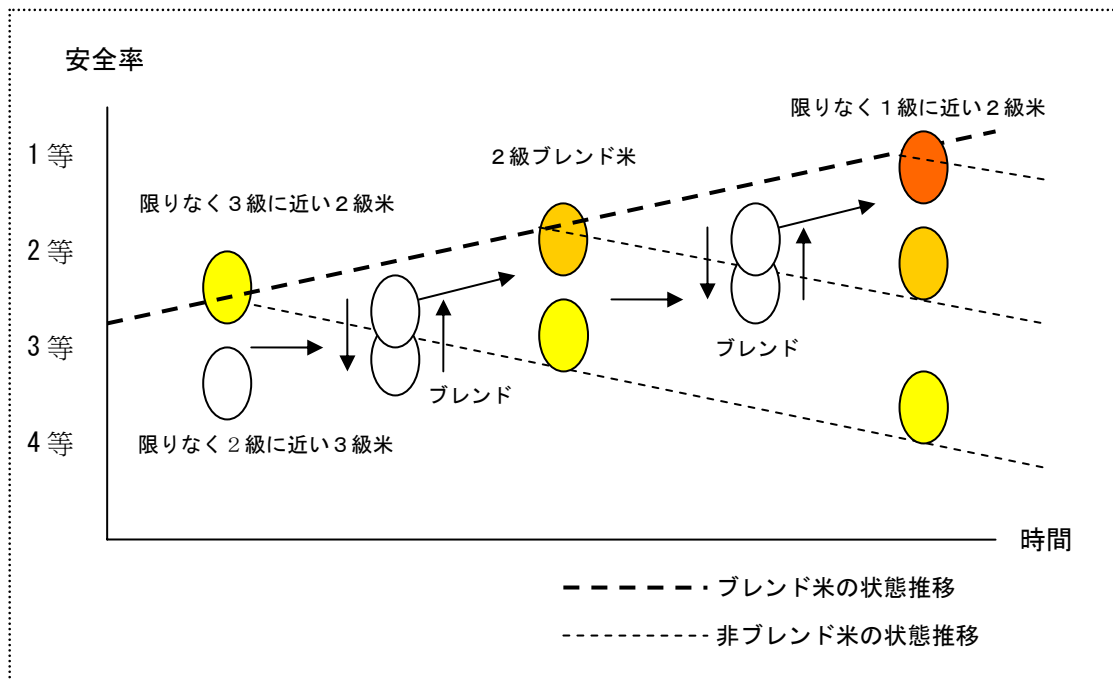 安全率
限りなく１級に近い２級米
1等
２級ブレンド米
限りなく３級に近い２級米
2等
3等
ブレンド
ブレンド
4等
限りなく２級に近い３級米
時間
ブレンド米の状態推移
非ブレンド米の状態推移